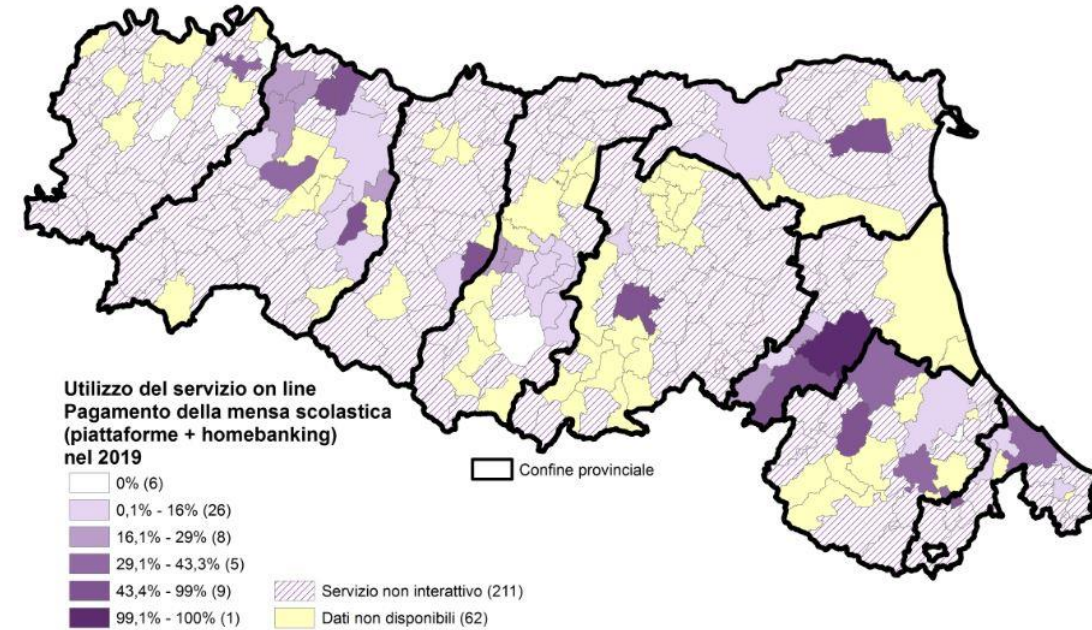 Utilizzo del servizio on line
Pagamento della mensa scolastica
(piattaforme + homebanking)
nel 2019
0% (6)
0,1% - 16% (26)
16,1% - 29% (8)
29,1% - 43,3% (5)
43,4% - 99% (9)
99,1% - 100% (1)
Confine provinciale
Servizio non interattivo (211)
Dati non disponibili (62)